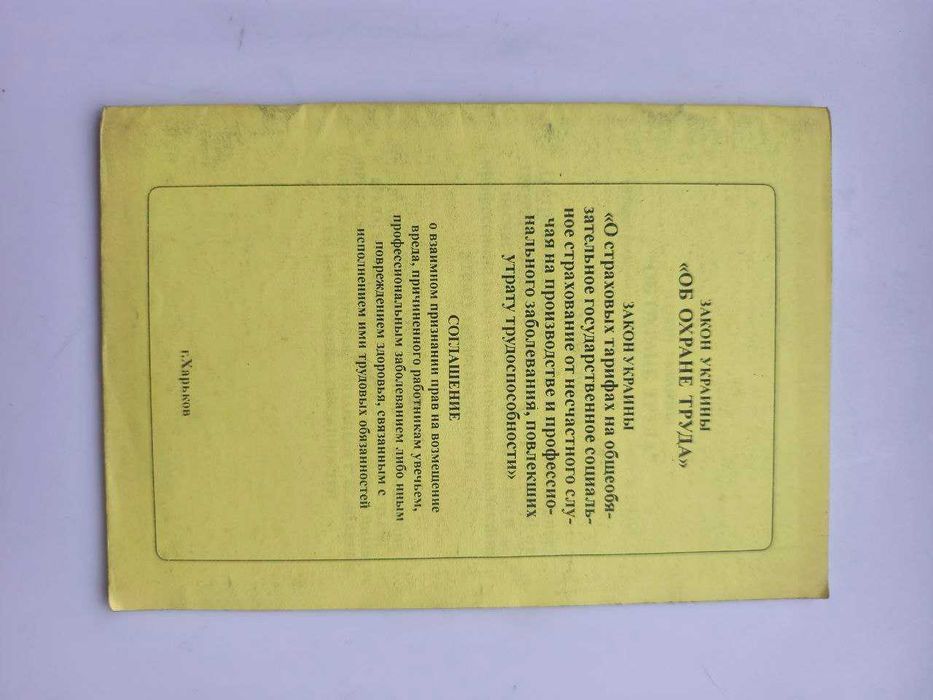 ЗАКОН УКРАИНЫ
«ОБ ОХРАНЕ ТРУДА»
ЗАКОН УКРАИНЫ
«О страховых тарифах на общеобя-
зательное государственное социаль-
ное страхование от несчастного слу-
чая на производстве и профессио-
нального заболевания, повлекших
утрату трудоспособности»
СОГЛАШЕНИЕ
о взаимном признании прав на возмещение
вреда, причиненного работникам увечьем,
профессиональным заболеванием либо иным
повреждением здоровья, связанным с
исполнением ими трудовых обязанностей
г.Харьков